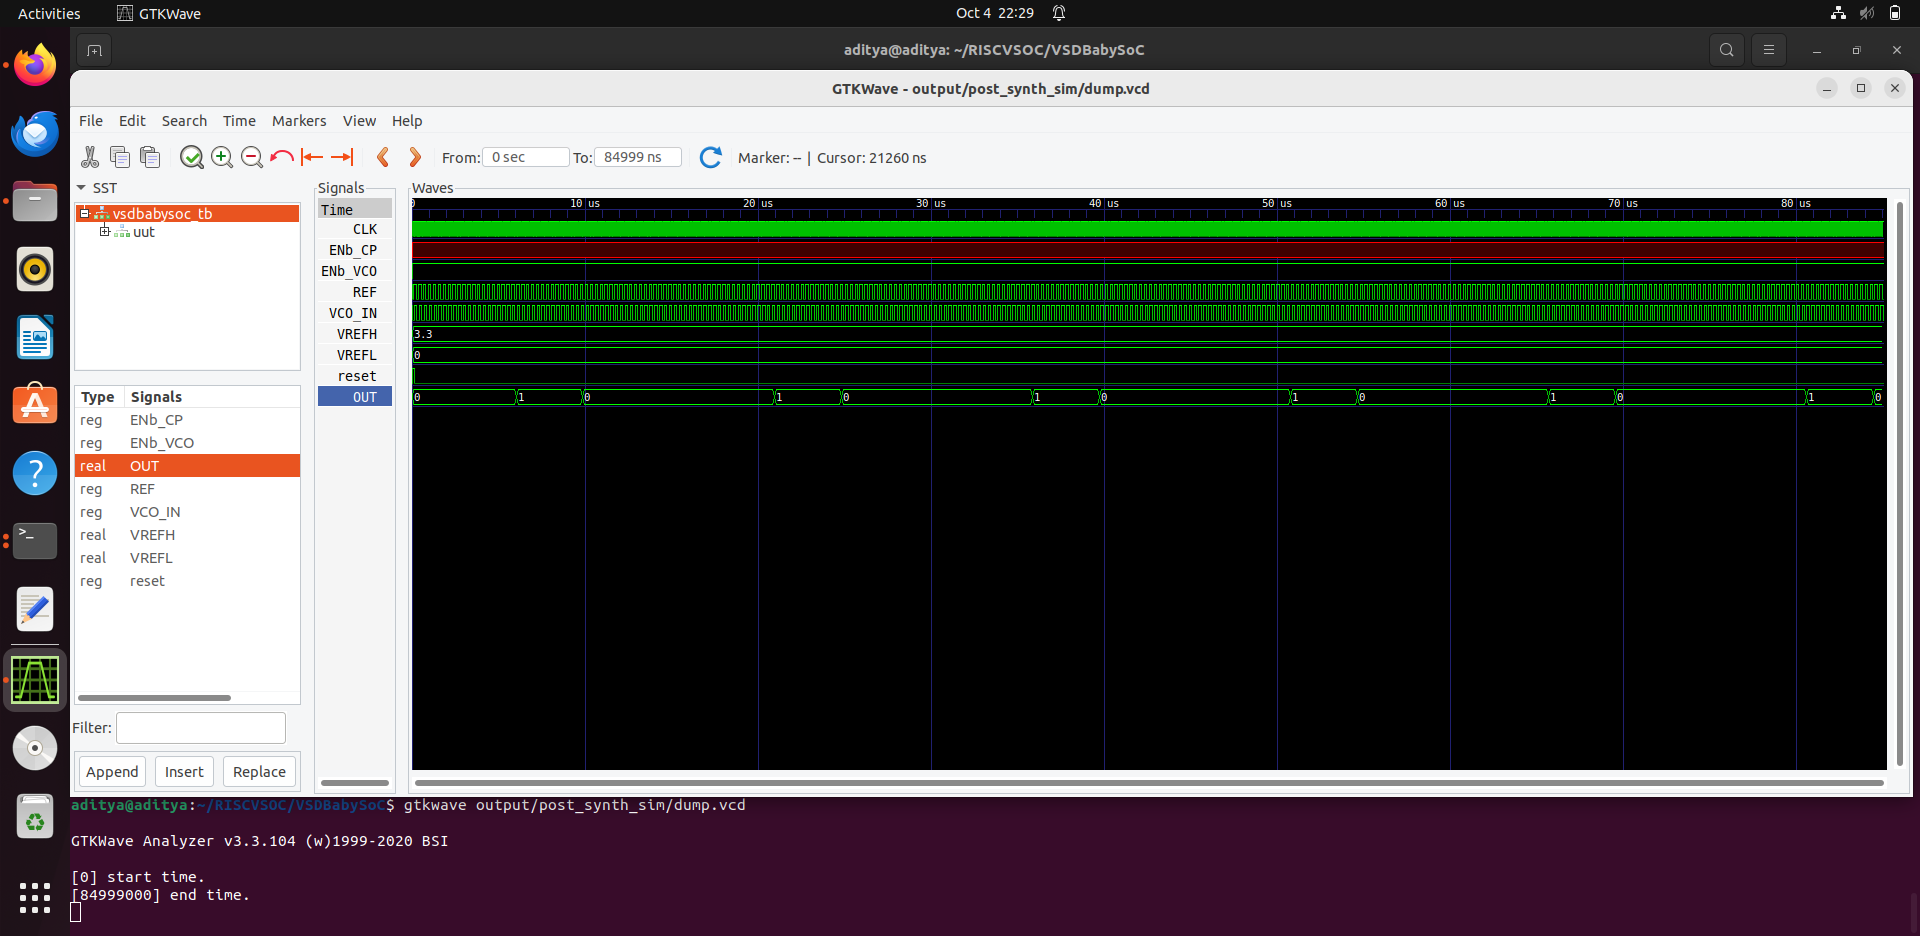 Activities
GTKWave
Oct 4 22:29
aditya@aditya: ~/RISCVSOC/VSDBabySoC
GTKWave - output/post_synth_sim/dump.vcd
File Edit Search Time Markers View Help
From: 0 sec To: 84999 ns Marker: -- | Cursor: 21260 ns
SST
vsdbabysoc_tb
uut
Type Signals
reg ENb_CP
reg ENb_VCO
real OUT
reg REF
reg VCO_IN
real VREFH
real VREFL
reg reset
Filter:
Append Insert Replace
Signals
Time
CLK
ENb_CP
ENb_VCO
REF
VCO_IN
VREFH
VREFL
reset
OUT
Waves
0 10 us 20 us 30 us 40 us 50 us 60 us 70 us 80 us
3.3
0
0 1 0 1 0 1 0 1 0 1 0 1 0
aditya@aditya:~/RISCVSOC/VSDBabySoC$ gtkwave output/post_synth_sim/dump.vcd
GTKWave Analyzer v3.3.104 (w)1999-2020 BSI
[0] start time.
[84999000] end time.